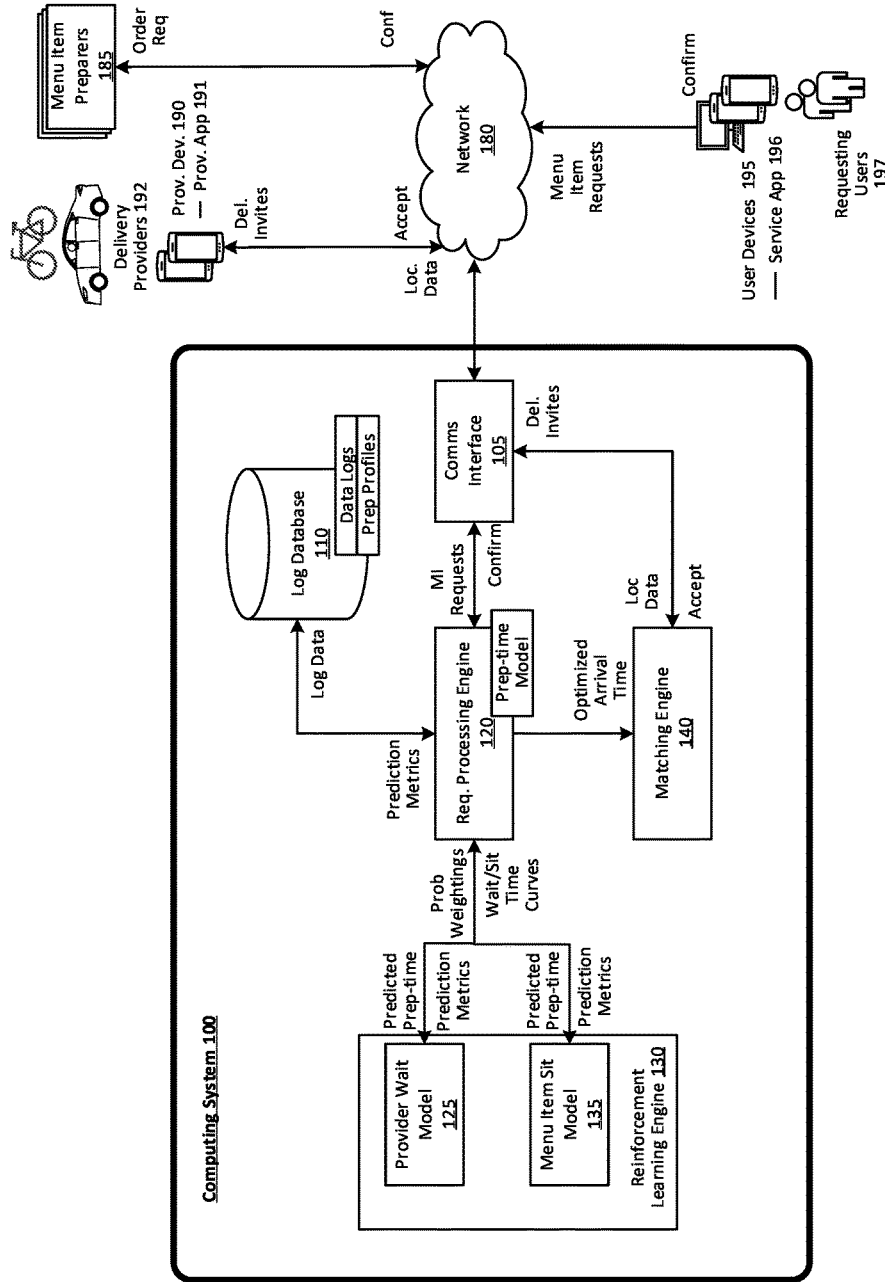 Computing System 100
Provider Wait
Model
125
Menu Item Sit
Model
135
Reinforcement
Learning Engine 130
Predicted
Prep-time
Prediction
Metrics
Predicted
Prep-time
Prediction
Metrics
Prob
Weightings
Wait/Sit
Time
Curves
Prediction
Metrics
Log Data
Log Database
110
Data Logs
Prep Profiles
Req. Processing Engine
120
Prep-time
Model
MI
Requests
Confirm
Comms
Interface
105
Optimized
Arrival
Time
Matching Engine
140
Loc
Data
Accept
Del.
Invites
Delivery
Providers 192
Prov. Dev. 190
Prov. App 191
Del.
Invites
Accept
Loc.
Data
Menu Item
Preparers
185
Order
Req
Conf
Network
180
Menu
Item
Requests
Confirm
User Devices 195
Service App 196
Requesting
Users
197